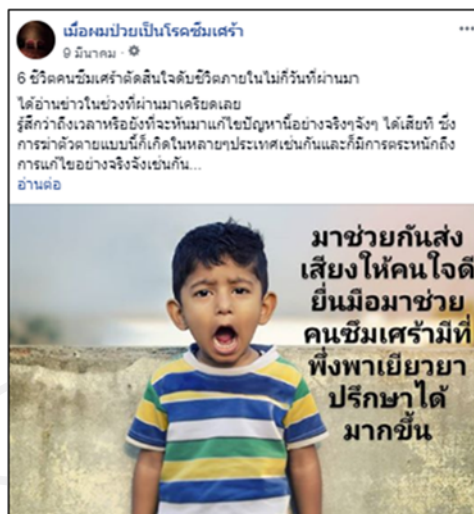 เมื่อผมป่วยเป็นโรคซึมเศร้า
9 มีนาคม ·
6 ชีวิตคนซึมเศร้าตัดสินใจดับชีวิตภายในไม่กี่วันที่ผ่านมา
ได้อ่านข่าวในช่วงที่ผ่านมาเครียดเลย
รู้สึกว่าถึงเวลาหรือยังที่จะหันมาแก้ไขปัญหานี้อย่างจริงๆจังๆ ได้เสียที ซึ่ง
การฆ่าตัวตายแบบนี้ก็เกิดในหลายๆประเทศเช่นกันและก็มีการตระหนักถึง
การแก้ไขอย่างจริงจังเช่นกัน...
อ่านต่อ
มาช่วยกันส่ง
เสียงให้คนใจดี
ยื่นมือมาช่วย
คนซึมเศร้ามีที่
พึ่งพาเยียวยา
ปรึกษาได้
มากขึ้น